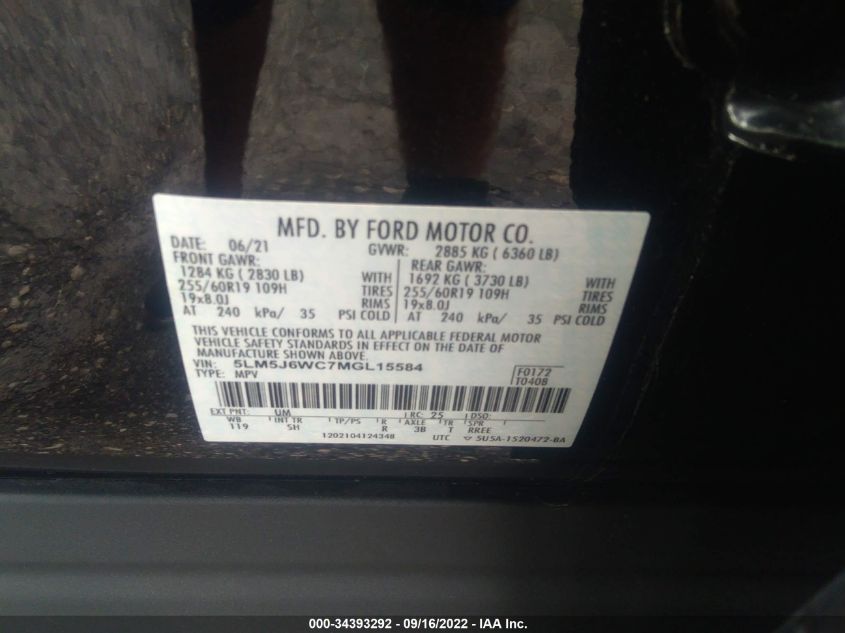 MFD. BY FORD MOTOR CO.
DATE: 06/21 GVWR: 2885 KG ( 6360 LB)
FRONT GAWR: REAR GAWR:
1284 KG ( 2830 LB) WITH 1692 KG ( 3730 LB) WITH
255/60R19 109H TIRES 255/60R19 109H TIRES
19x8.0J RIMS 19x8.0J RIMS
AT 240 kPa/ 35 PSI COLD AT 240 kPa/ 35 PSI COLD
THIS VEHICLE CONFORMS TO ALL APPLICABLE FEDERAL MOTOR
VEHICLE SAFETY STANDARDS IN EFFECT ON THE DATE OF
MANUFACTURE SHOWN ABOVE.
VIN: 5LM5J6WC7MGL15584 F0172
TYPE: MPV T0408
EXT PNT: UM RC: 25 DSO:
WB INT TR TP/PS R AXLE TR SPR
119 SH R 3B T RREE
1202104124348 UTC 5U5A-1520472-BA
000-34393292 - 09/16/2022 - IAA Inc.